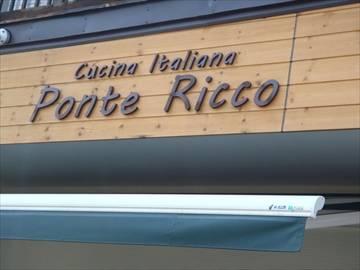 Cucina Italiana
Ponte Ricco